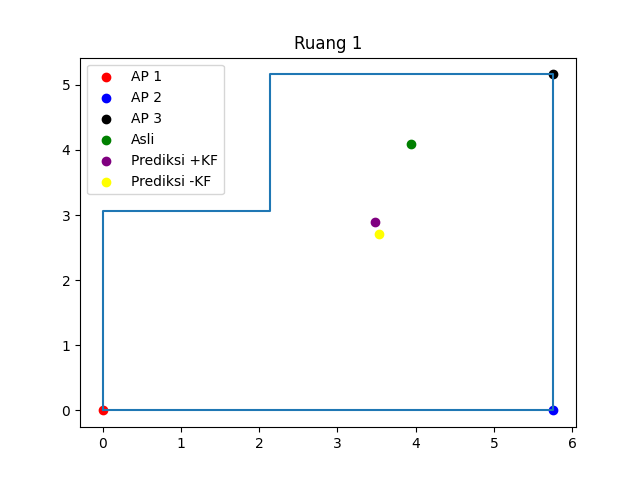 Ruang 1
AP 1
AP 2
AP 3
Asli
Prediksi +KF
Prediksi -KF
5
4
3
2
1
0
0 1 2 3 4 5 6